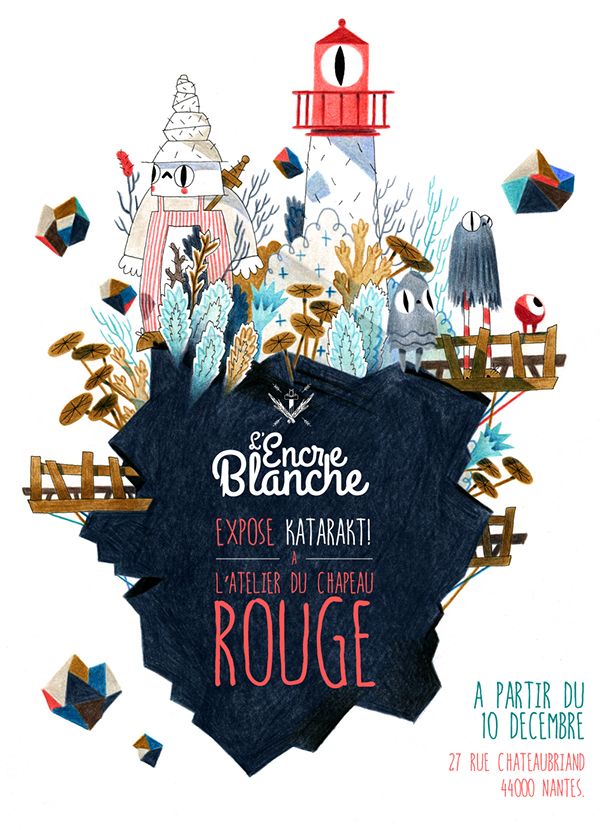 L'Encre
Blanche
EXPOSE KATARAKT!
A
L'ATELIER DU CHAPEAU
ROUGE
A PARTIR DU
10 DECEMBRE
27 RUE CHATEAUBRIAND
44000 NANTES.